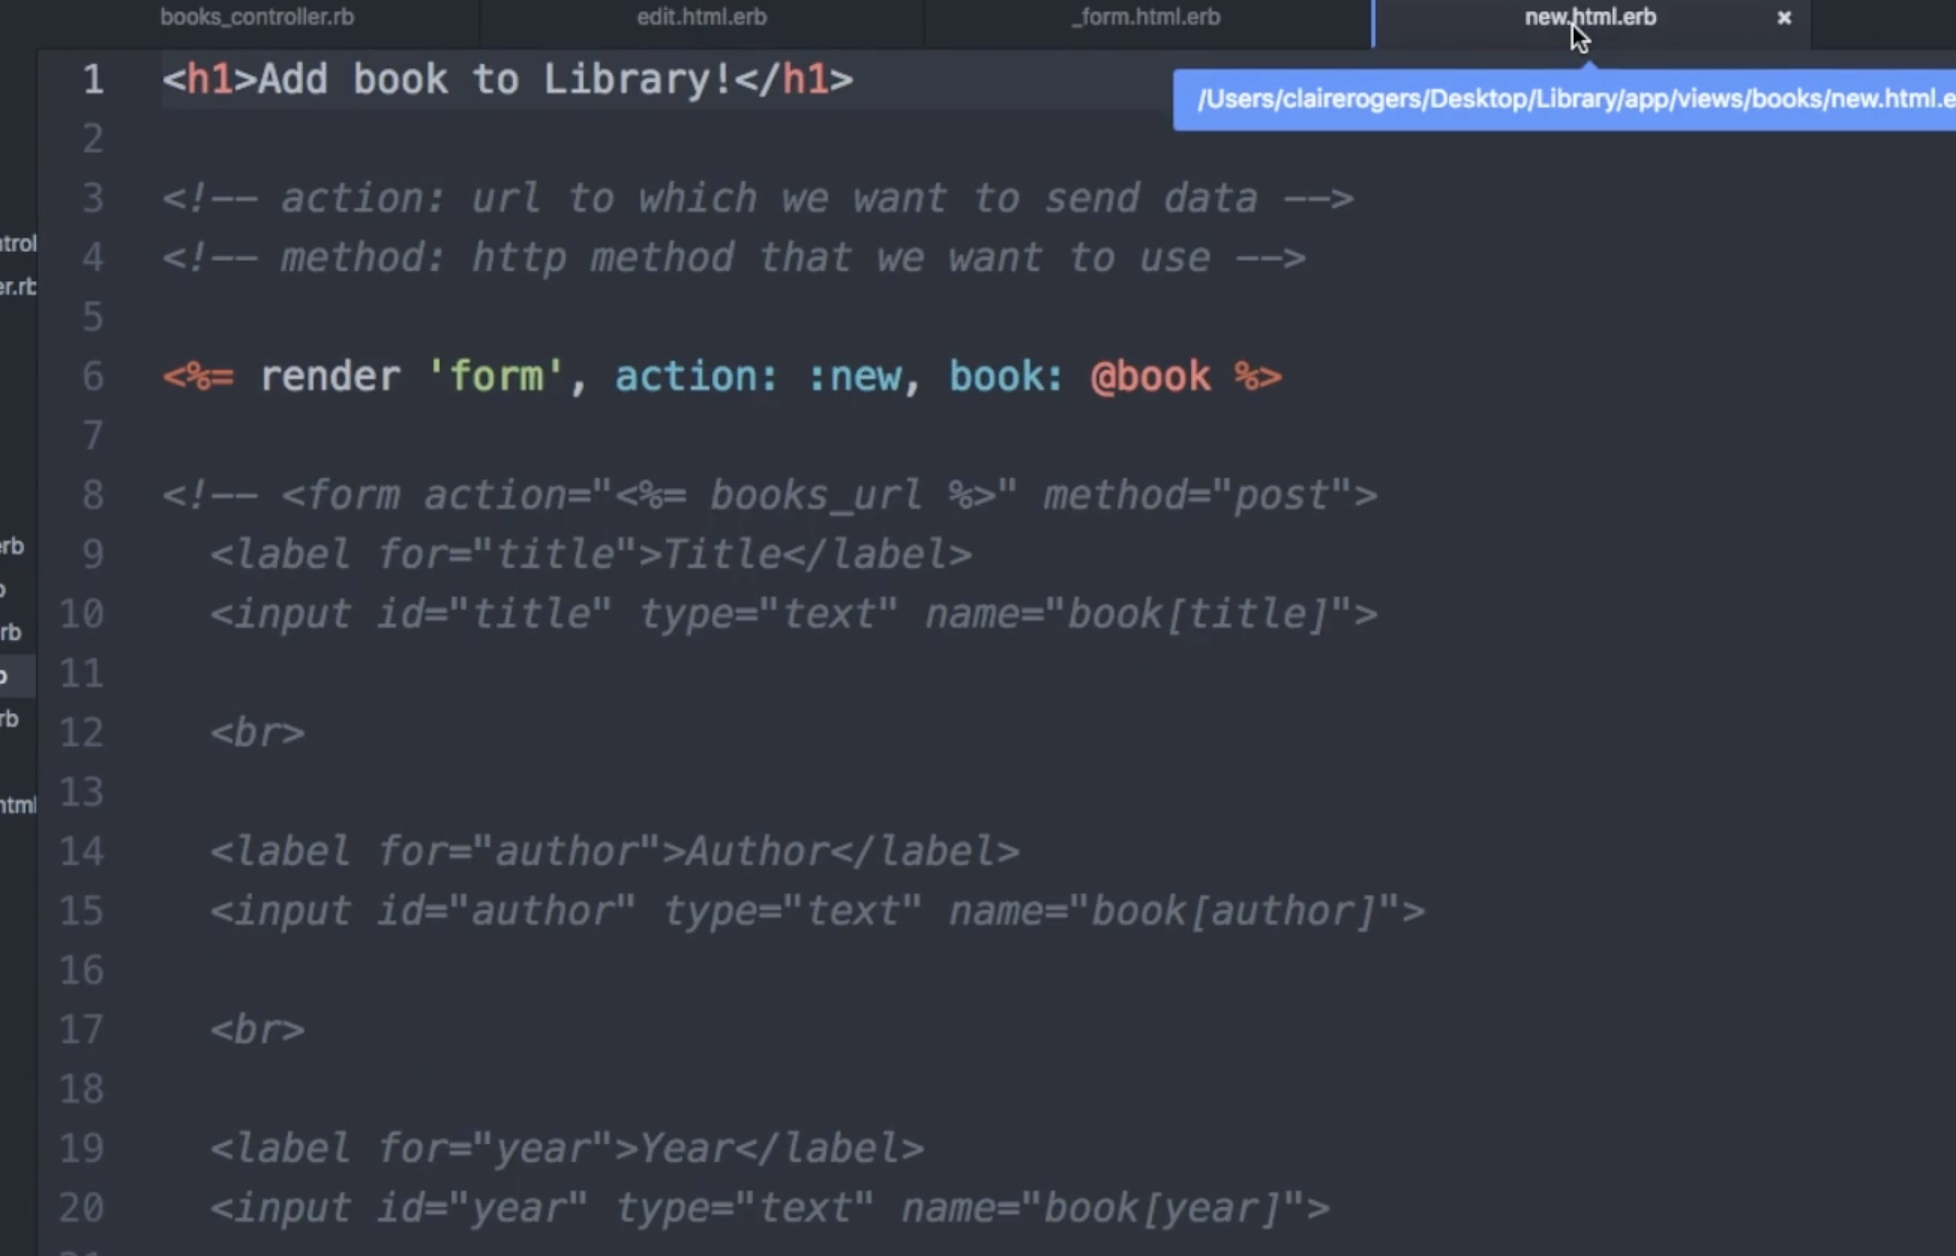 books_controller.rb edit.html.erb _form.html.erb new.html.erb ×
/Users/clairerogers/Desktop/Library/app/views/books/new.html.e
1 <h1>Add book to Library!</h1>
2
3 <!-- action: url to which we want to send data -->
4 <!-- method: http method that we want to use -->
5
6 <%= render 'form', action: :new, book: @book %>
7
8 <!-- <form action="<%= books_url %>" method="post">
9 <label for="title">Title</label>
10 <input id="title" type="text" name="book[title]">
11
12 <br>
13
14 <label for="author">Author</label>
15 <input id="author" type="text" name="book[author]">
16
17 <br>
18
19 <label for="year">Year</label>
20 <input id="year" type="text" name="book[year]">
ntrol
er.rb
erb
rb
rb
html